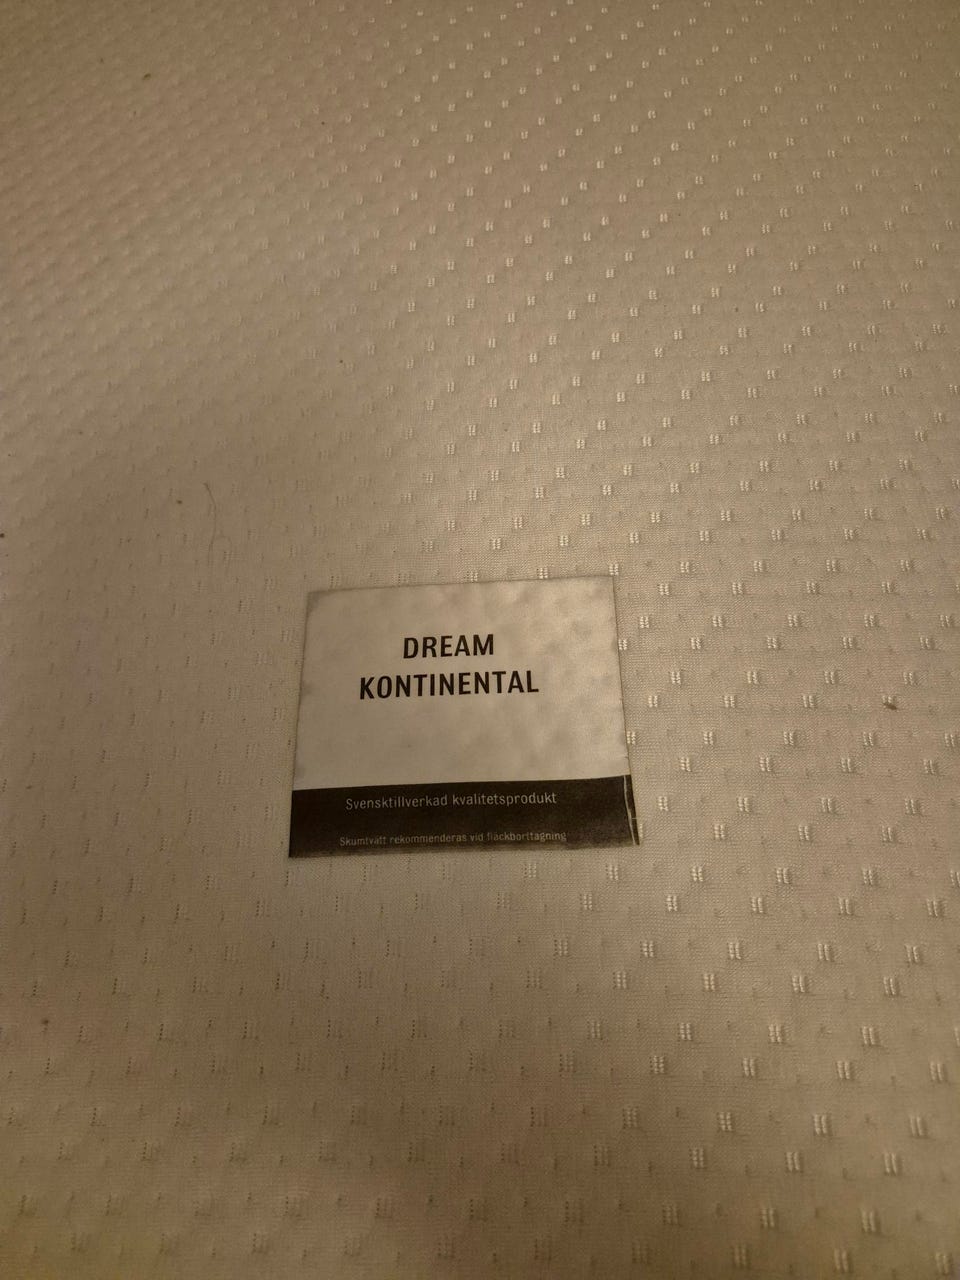 DREAM
KONTINENTAL
Svensktillverkad kvalitetsprodukt
Skumtvätt rekommenderas vid fläckborttagning